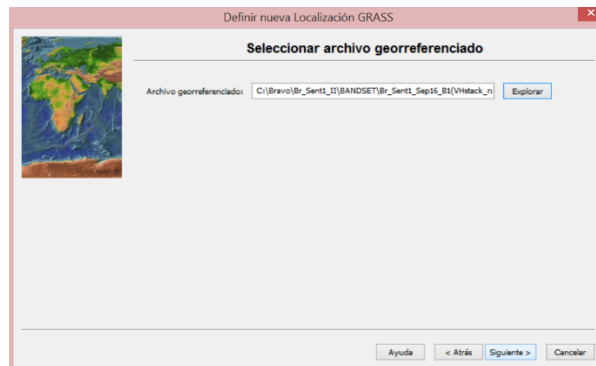 Definir nueva Localización GRASS
Seleccionar archivo georreferenciado
Archivo georreferenciado: C:\Bravo\Br_Sent1_II\BANDSET\Br_Sent1_Sep16_B1(VHstack_r Explorar
Ayuda < Atrás Siguiente > Cancelar